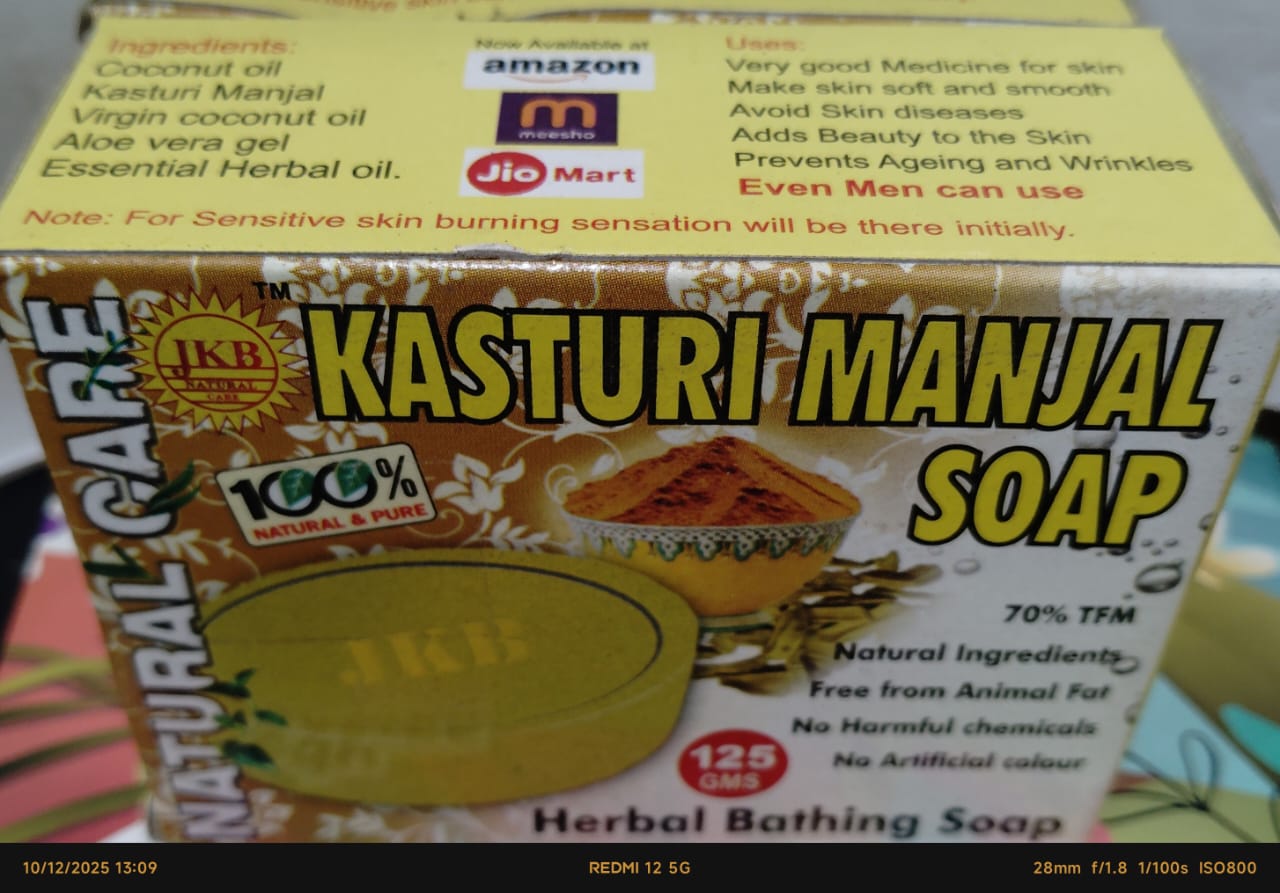 Ingredients:
Coconut oil
Kasturi Manjal
Virgin coconut oil
Aloe vera gel
Essential Herbal oil.
Now Available at
amazon
m
meesho
Jio Mart
Uses:
Very good Medicine for skin
Make skin soft and smooth
Avoid Skin diseases
Adds Beauty to the Skin
Prevents Ageing and Wrinkles
Even Men can use
Note: For Sensitive skin burning sensation will be there initially.
NATURAL CARE
TM
JKB
NATURAL
CARE
KASTURI MANJAL
SOAP
100%
NATURAL & PURE
JKB
70% TFM
Natural Ingredients
Free from Animal Fat
No Harmful chemicals
No Artificial colour
125
GMS
Herbal Bathing Soap
10/12/2025 13:09
REDMI 12 5G
28mm f/1.8 1/100s ISO800